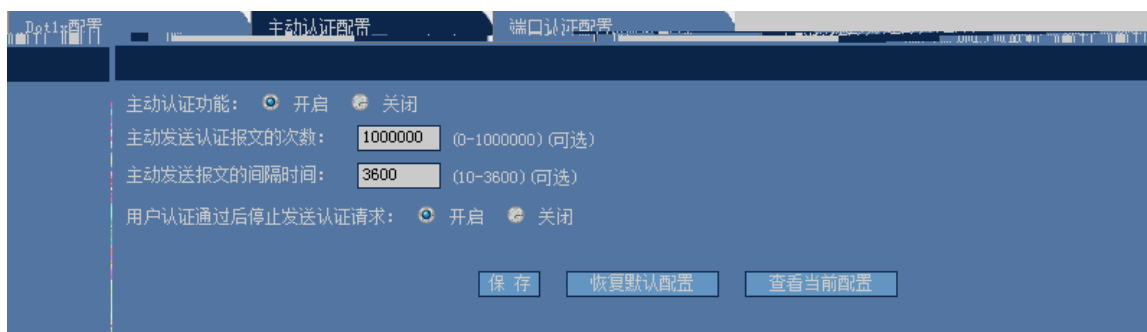 Dot1x配置 主动认证配置 端口认证配置
主动认证功能： 开启 关闭
主动发送认证报文的次数： 1000000 (0-1000000)(可选)
主动发送报文的间隔时间： 3600 (10-3600)(可选)
用户认证通过后停止发送认证请求： 开启 关闭
保存 恢复默认配置 查看当前配置